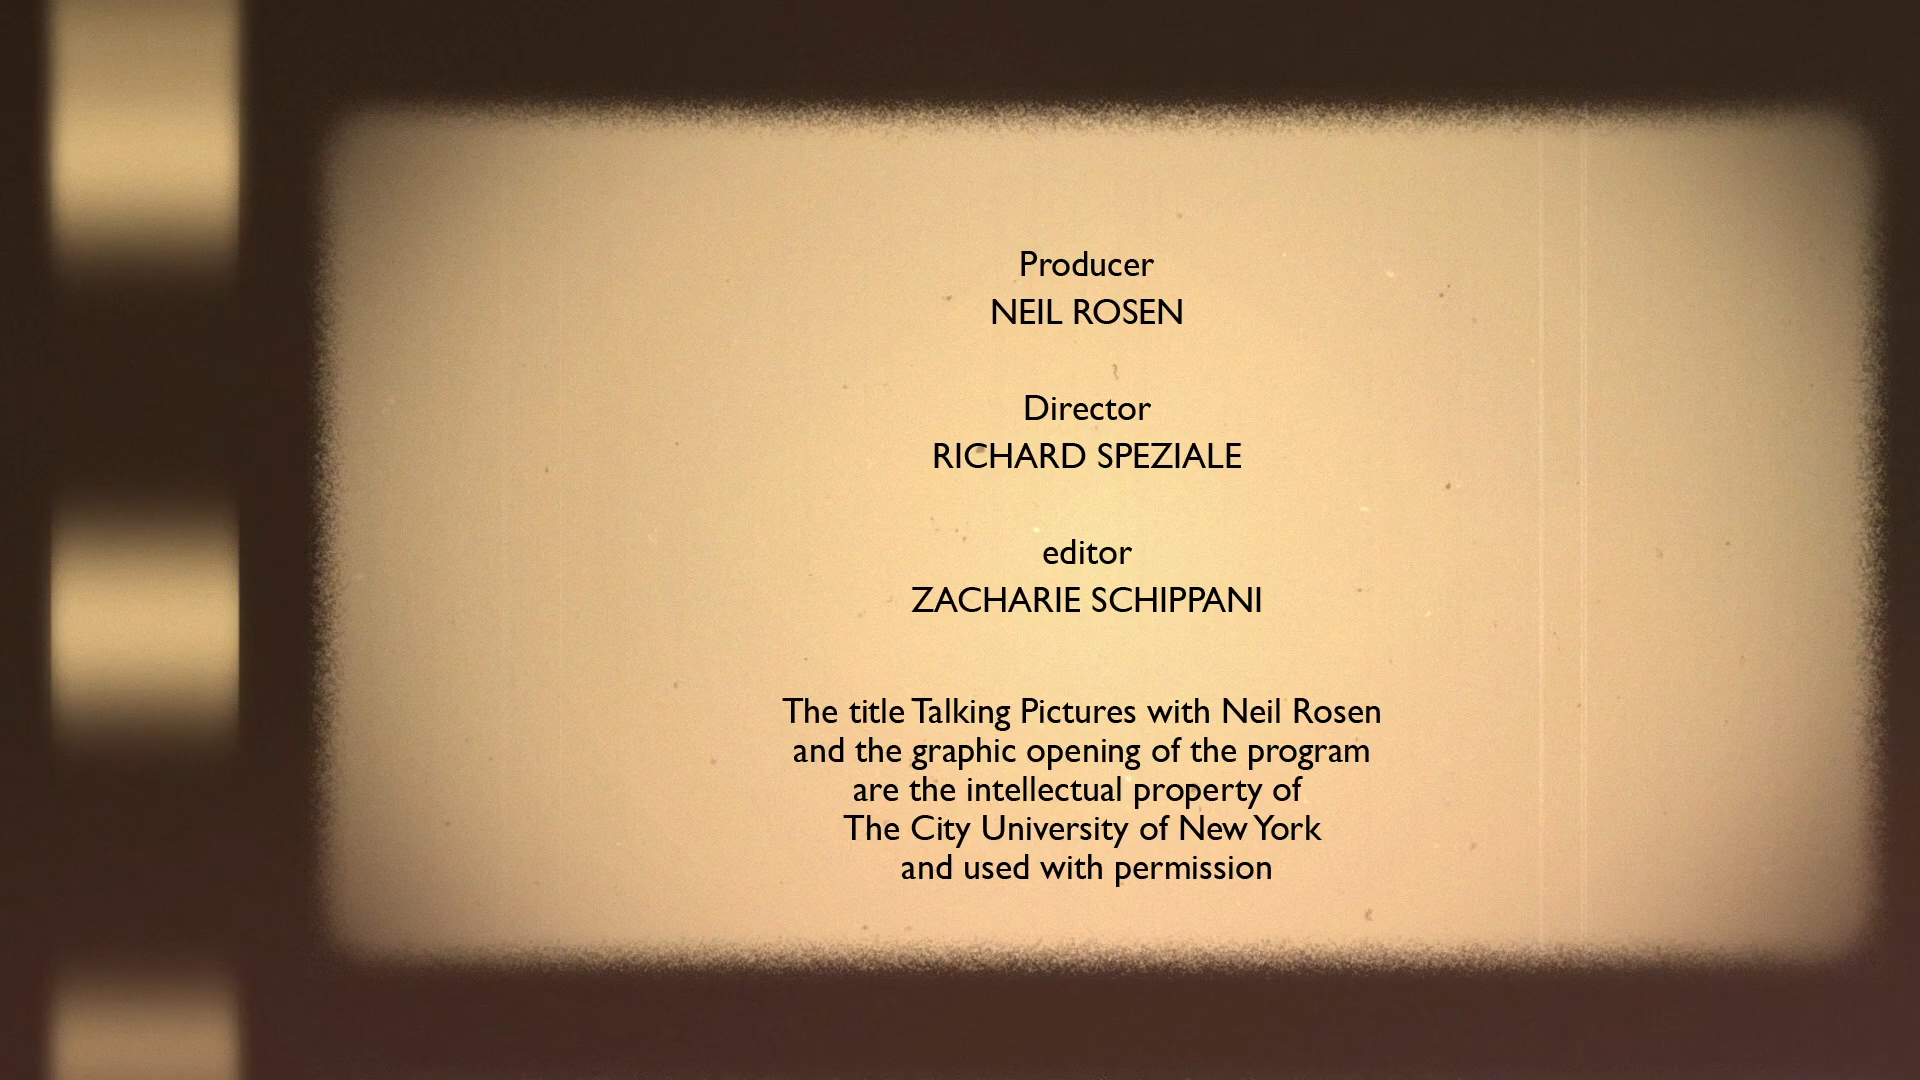 Producer
NEIL ROSEN
Director
RICHARD SPEZIALE
editor
ZACHARIE SCHIPPANI
The title Talking Pictures with Neil Rosen
and the graphic opening of the program
are the intellectual property of
The City University of New York
and used with permission